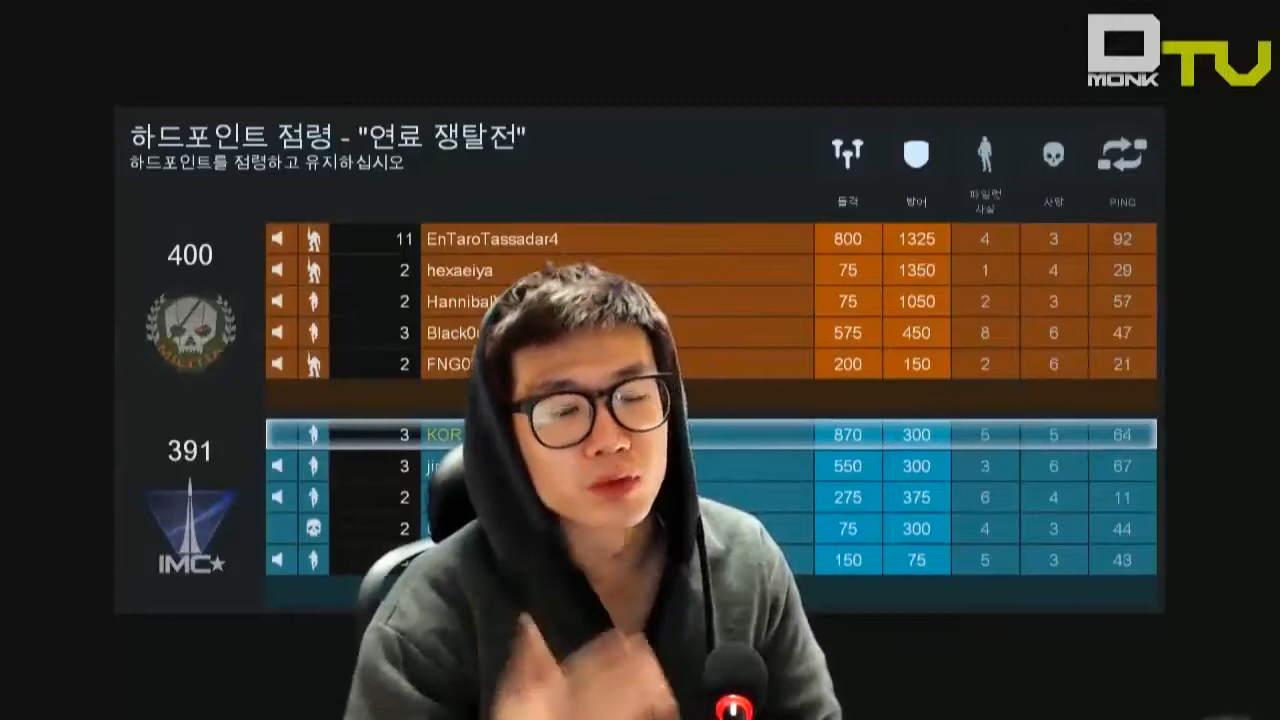 D TV
MONK
하드포인트 점령 - "연료 쟁탈전"
하드포인트를 점령하고 유지하십시오
돌격 방어 파일럿 사살 사망 PING
400
MILITIA
11 EnTaroTassadar4 800 1325 4 3 92
2 hexaeiya 75 1350 1 4 29
2 Hannibal 75 1050 2 3 57
3 575 450 8 6 47
2 200 150 2 6 21
391
IMC
3 KOR 870 300 5 5 64
3 550 300 3 6 67
2 275 375 6 4 11
2 75 300 4 3 44
150 75 5 3 43